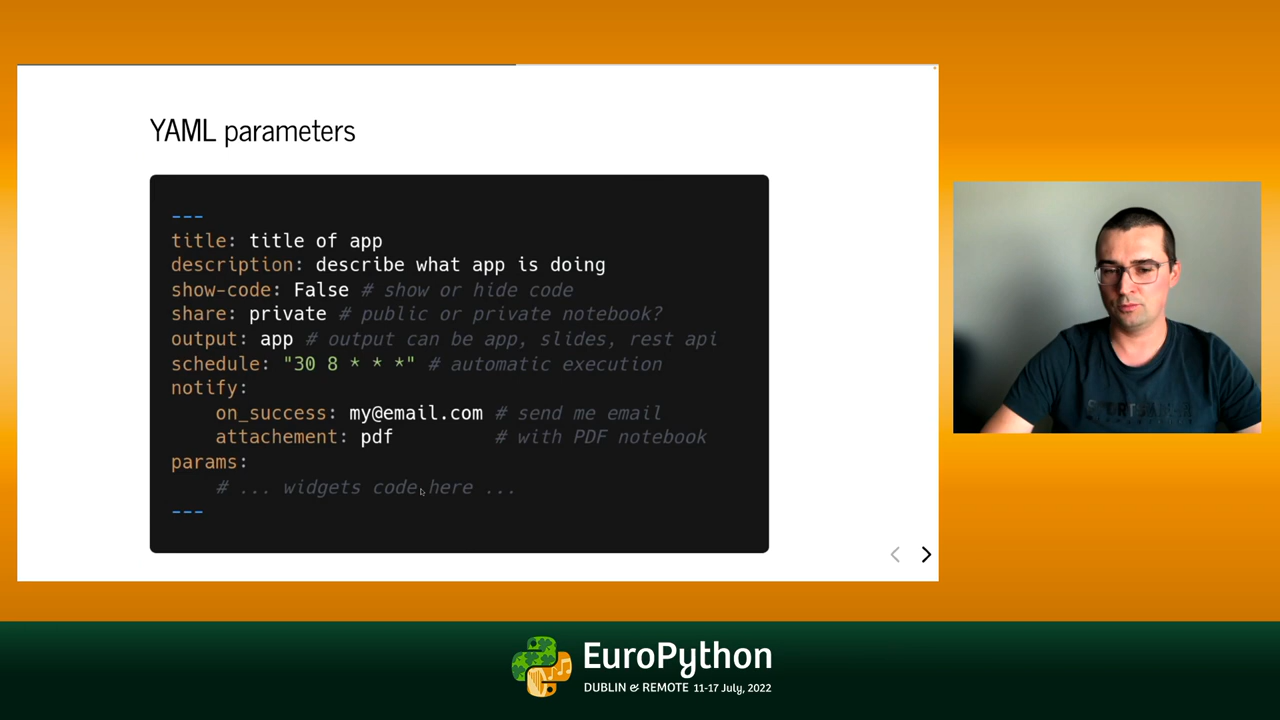 YAML parameters
---
title: title of app
description: describe what app is doing
show-code: False # show or hide code
share: private # public or private notebook?
output: app # output can be app, slides, rest api
schedule: "30 8 * * *" # automatic execution
notify:
    on_success: my@email.com # send me email
    attachement: pdf         # with PDF notebook
params:
    # ... widgets code here ...
---
EuroPython
DUBLIN & REMOTE 11-17 July, 2022